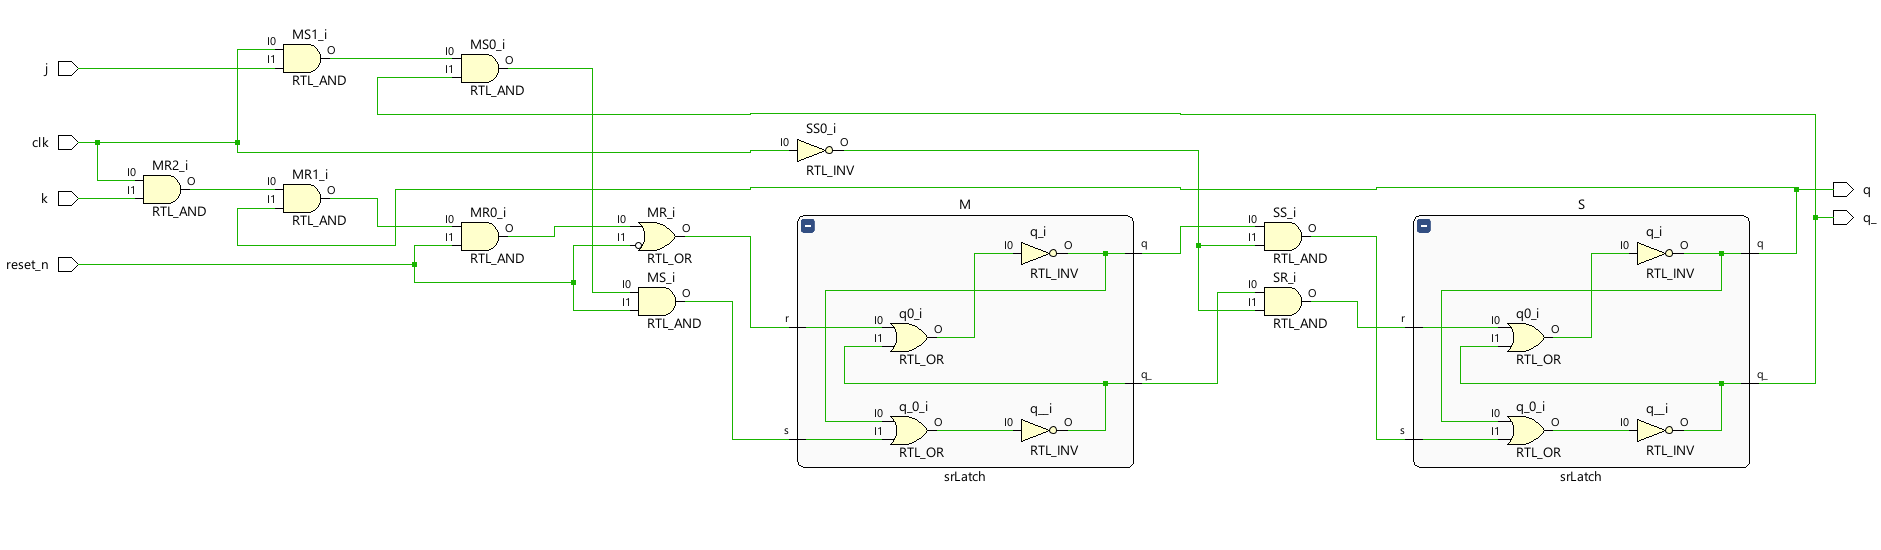 MS1_i
I0
O
I1
RTL_AND
MS0_i
I0
O
I1
RTL_AND
j
clk
SS0_i
I0
O
RTL_INV
MR2_i
I0
O
I1
RTL_AND
k
MR1_i
I0
O
I1
RTL_AND
q
q_
MR0_i
I0
O
I1
RTL_AND
MR_i
I0
O
I1
RTL_OR
reset_n
MS_i
I0
O
I1
RTL_AND
M
q_i
I0
O
RTL_INV
q
r
q0_i
I0
O
I1
RTL_OR
q_
q_0_i
I0
O
I1
RTL_OR
q__i
I0
O
RTL_INV
s
srLatch
SS_i
I0
O
I1
RTL_AND
SR_i
I0
O
I1
RTL_AND
S
q_i
I0
O
RTL_INV
q
r
q0_i
I0
O
I1
RTL_OR
q_
q_0_i
I0
O
I1
RTL_OR
q__i
I0
O
RTL_INV
s
srLatch